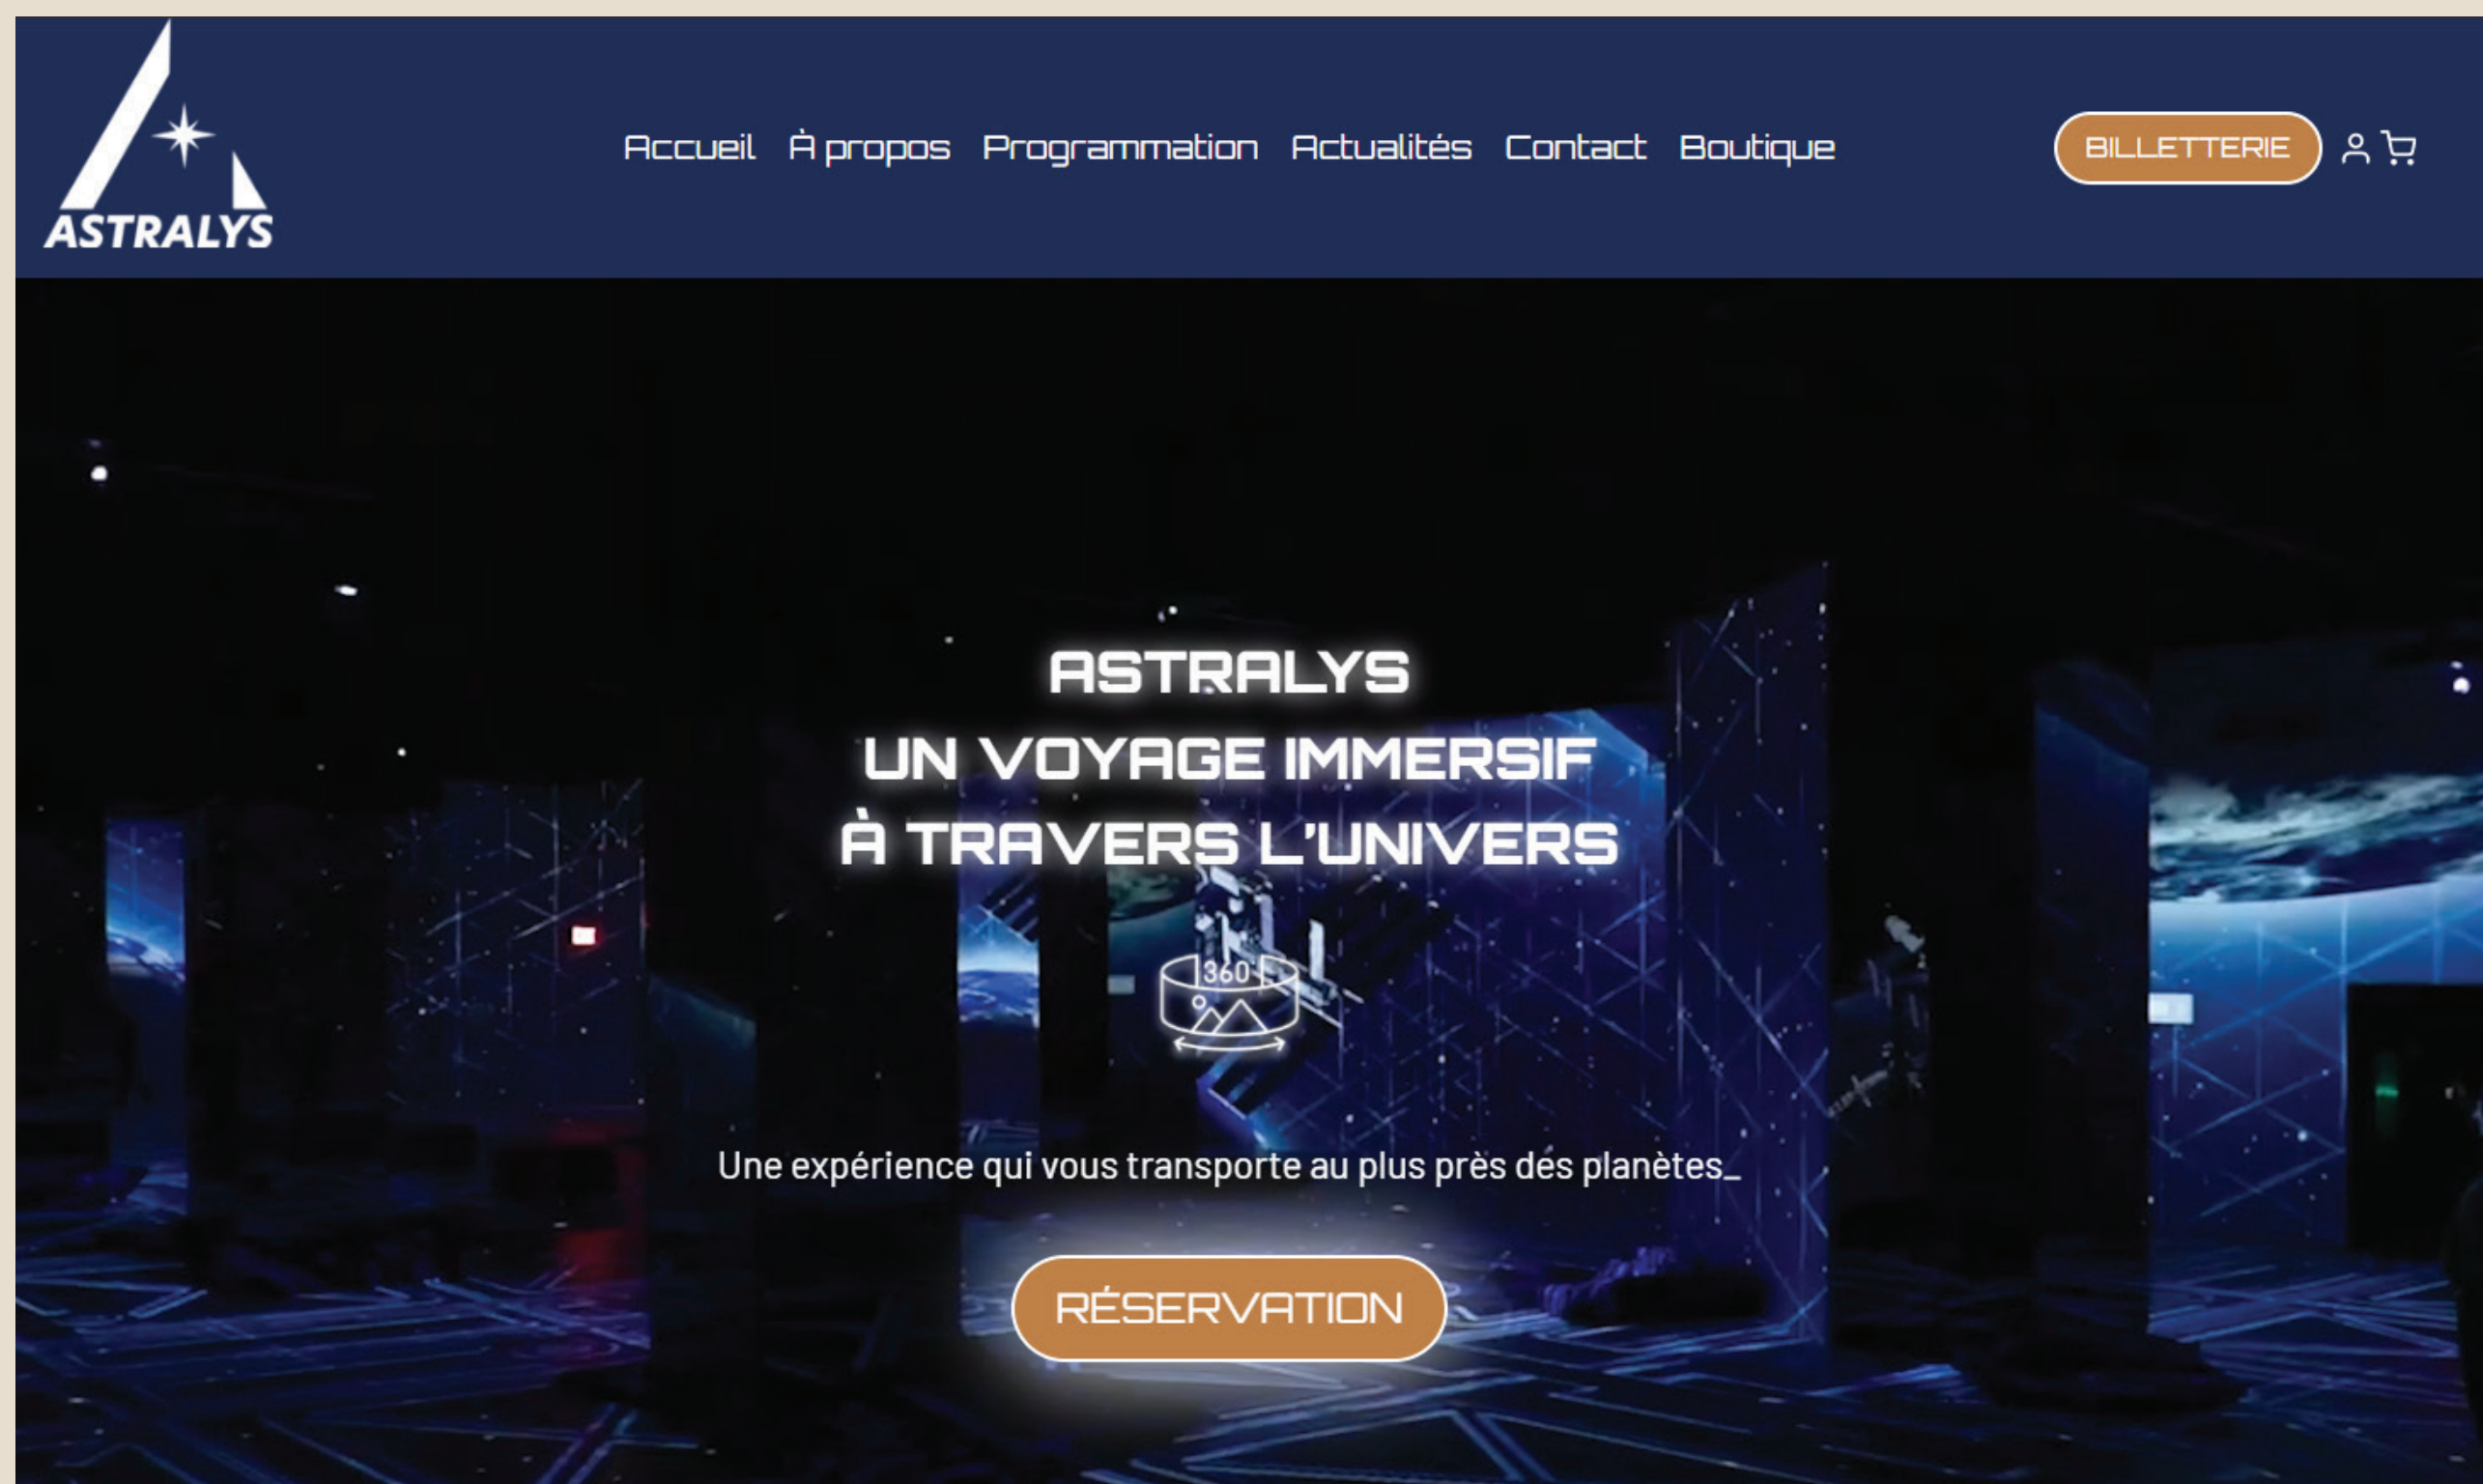 ASTRALYS
Accueil À propos Programmation Actualités Contact Boutique
BILLETTERIE
ASTRALYS
UN VOYAGE IMMERSIF
À TRAVERS L'UNIVERS
360°
Une expérience qui vous transporte au plus près des planètes_
RÉSERVATION